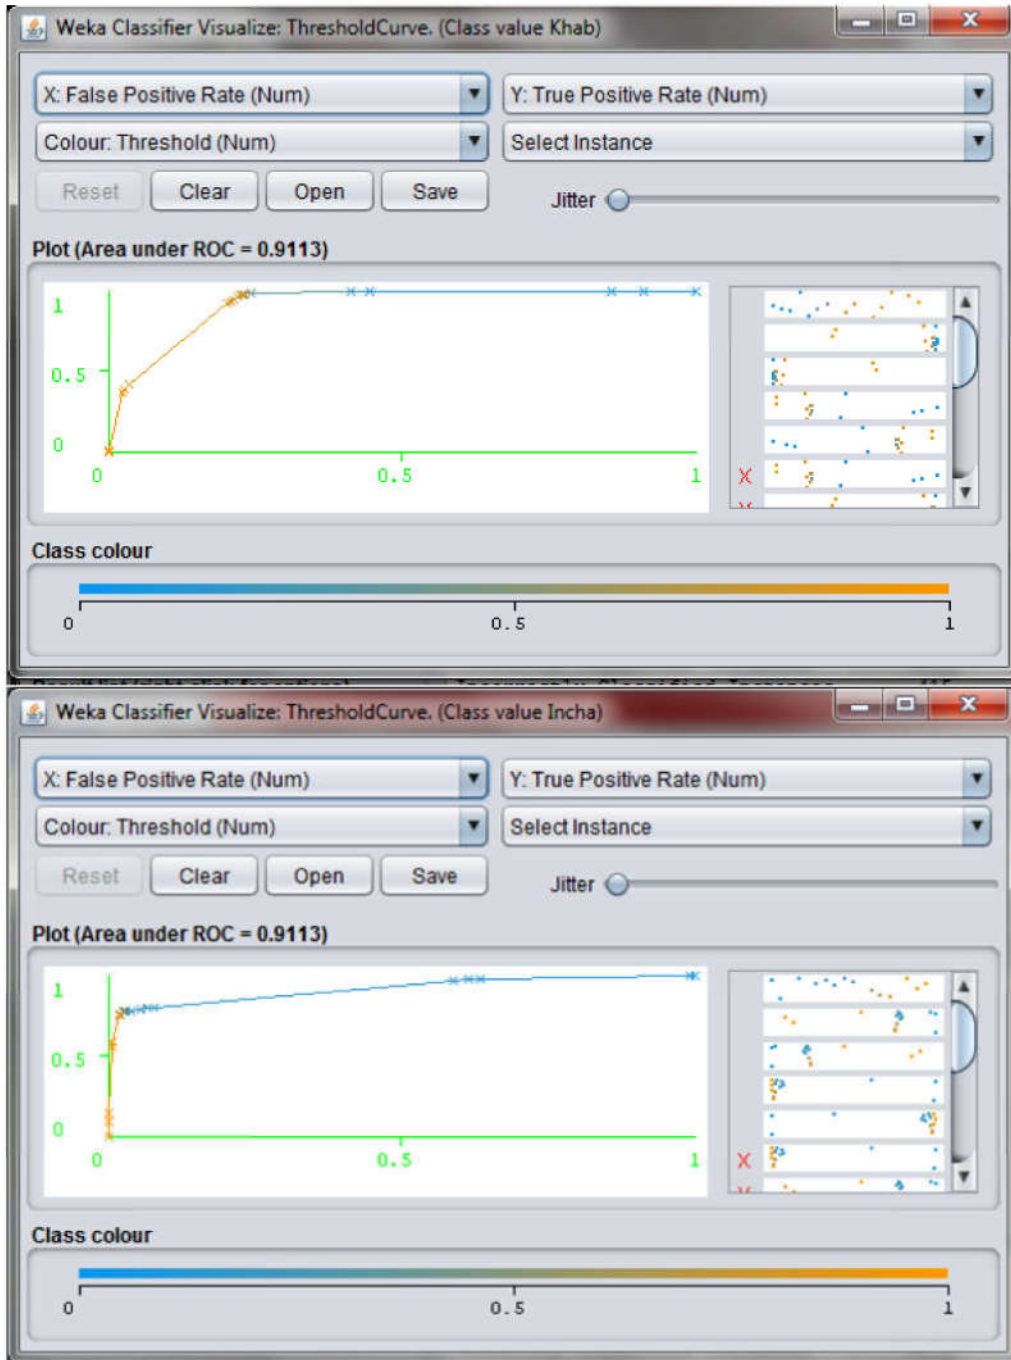 Weka Classifier Visualize: ThresholdCurve. (Class value Khab)
X: False Positive Rate (Num) Y: True Positive Rate (Num)
Colour: Threshold (Num) Select Instance
Reset Clear Open Save Jitter
Plot (Area under ROC = 0.9113)
1
0.5
0
0 0.5 1
X
Class colour
0 0.5 1
Weka Classifier Visualize: ThresholdCurve. (Class value Incha)
X: False Positive Rate (Num) Y: True Positive Rate (Num)
Colour: Threshold (Num) Select Instance
Reset Clear Open Save Jitter
Plot (Area under ROC = 0.9113)
1
0.5
0
0 0.5 1
X
Class colour
0 0.5 1